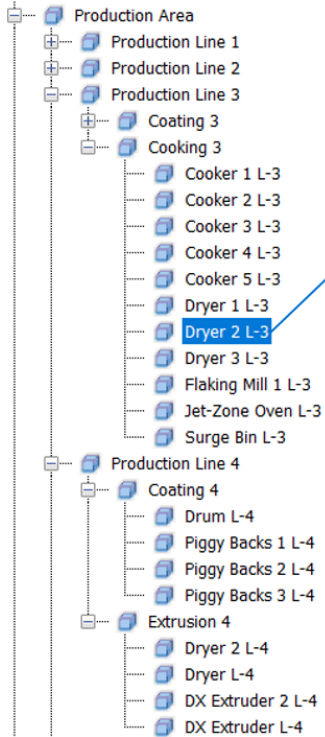 Production Area
Production Line 1
Production Line 2
Production Line 3
Coating 3
Cooking 3
Cooker 1 L-3
Cooker 2 L-3
Cooker 3 L-3
Cooker 4 L-3
Cooker 5 L-3
Dryer 1 L-3
Dryer 2 L-3
Dryer 3 L-3
Flaking Mill 1 L-3
Jet-Zone Oven L-3
Surge Bin L-3
Production Line 4
Coating 4
Drum L-4
Piggy Backs 1 L-4
Piggy Backs 2 L-4
Piggy Backs 3 L-4
Extrusion 4
Dryer 2 L-4
Dryer L-4
DX Extruder 2 L-4
DX Extruder L-4